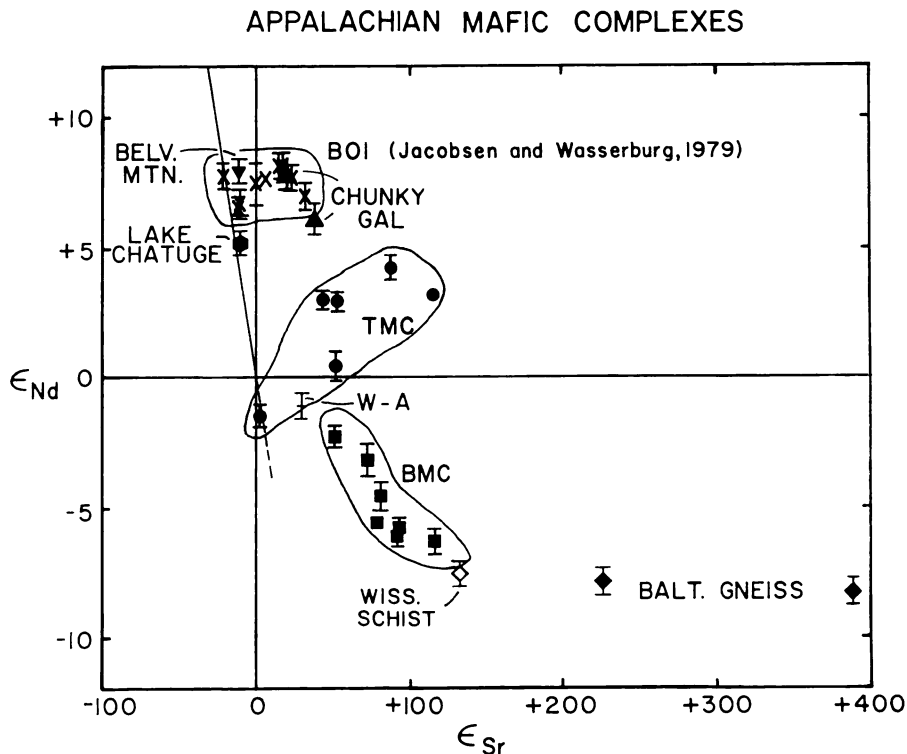 APPALACHIAN MAFIC COMPLEXES
+10
BELV.
MTN.
BOI (Jacobsen and Wasserburg, 1979)
CHUNKY
GAL
LAKE
CHATUGE
+5
TMC
ϵNd
0
W-A
BMC
-5
WISS.
SCHIST
BALT. GNEISS
-10
-100
0
+100
+200
+300
+400
ϵSr